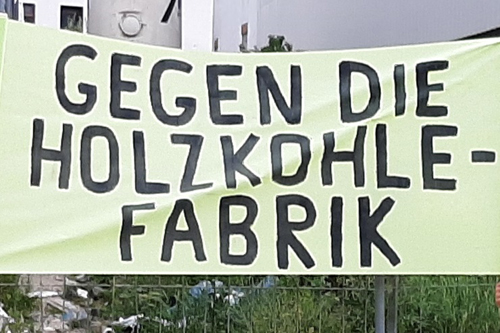 GEGEN DIE
HOLZKOHLE-
FABRIK